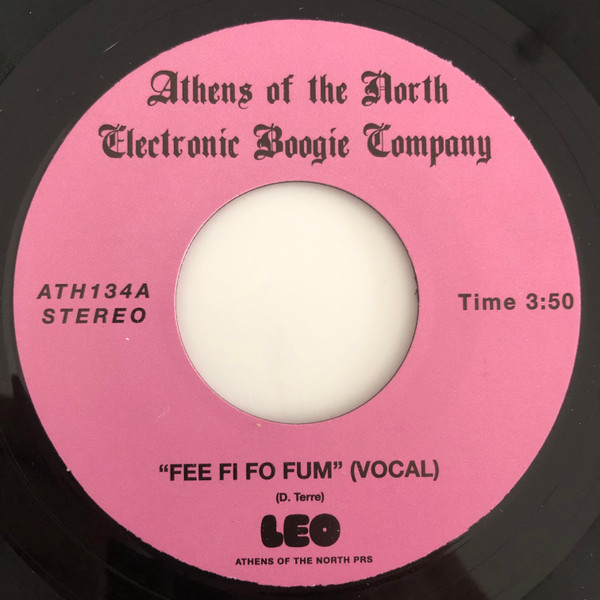 Athens of the North
Electronic Boogie Company
ATH134A
STEREO
Time 3:50
“FEE FI FO FUM” (VOCAL)
(D. Terre)
LEO
ATHENS OF THE NORTH PRS